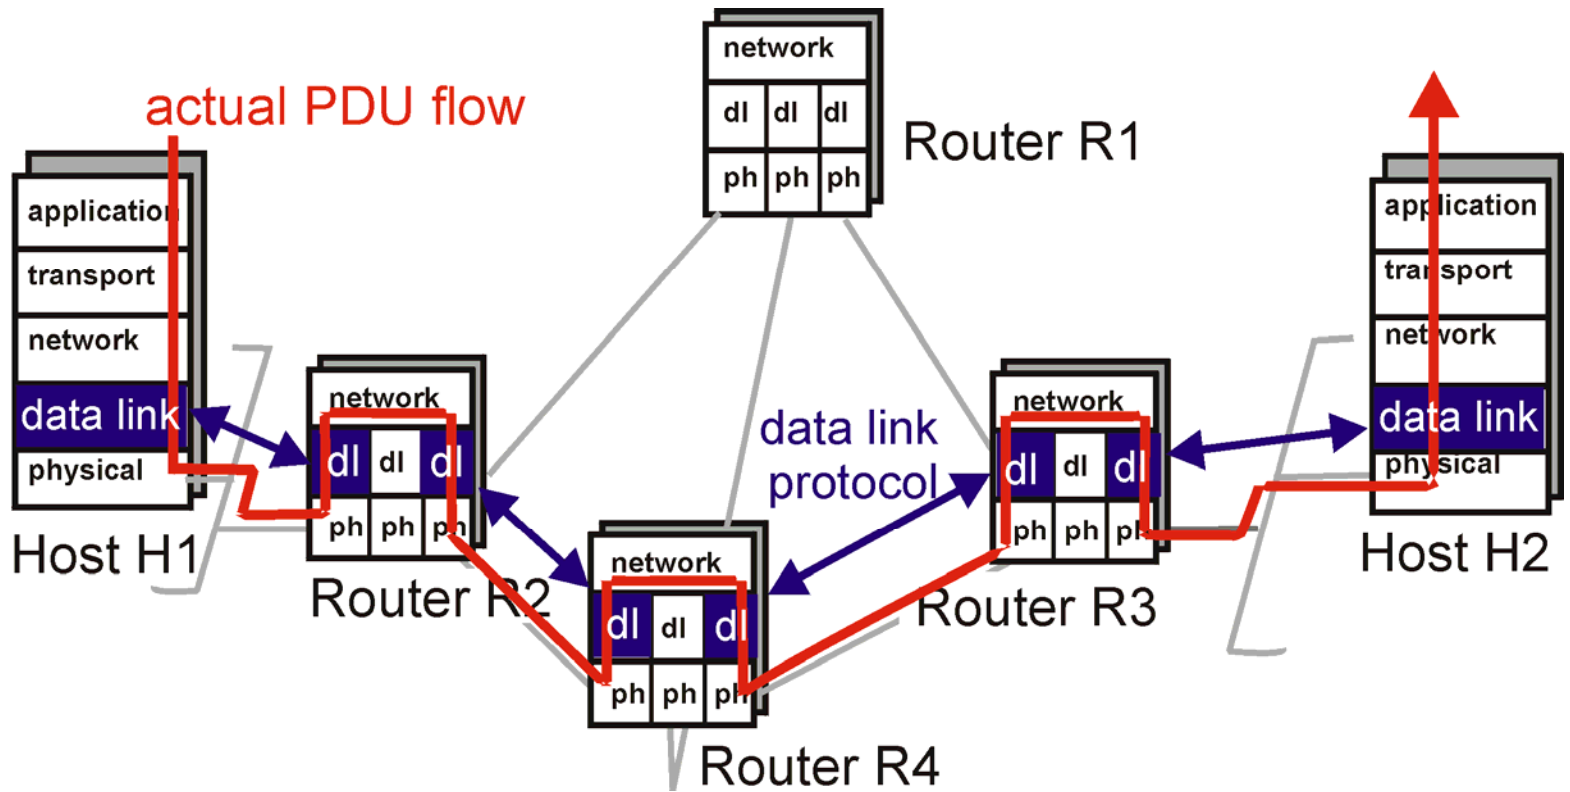 network
dl dl dl
ph ph ph
Router R1
actual PDU flow
application
transport
network
data link
physical
Host H1
network
dl dl dl
ph ph ph
Router R2
data link
protocol
network
dl dl dl
ph ph ph
Router R4
network
dl dl dl
ph ph ph
Router R3
application
transport
network
data link
physical
Host H2